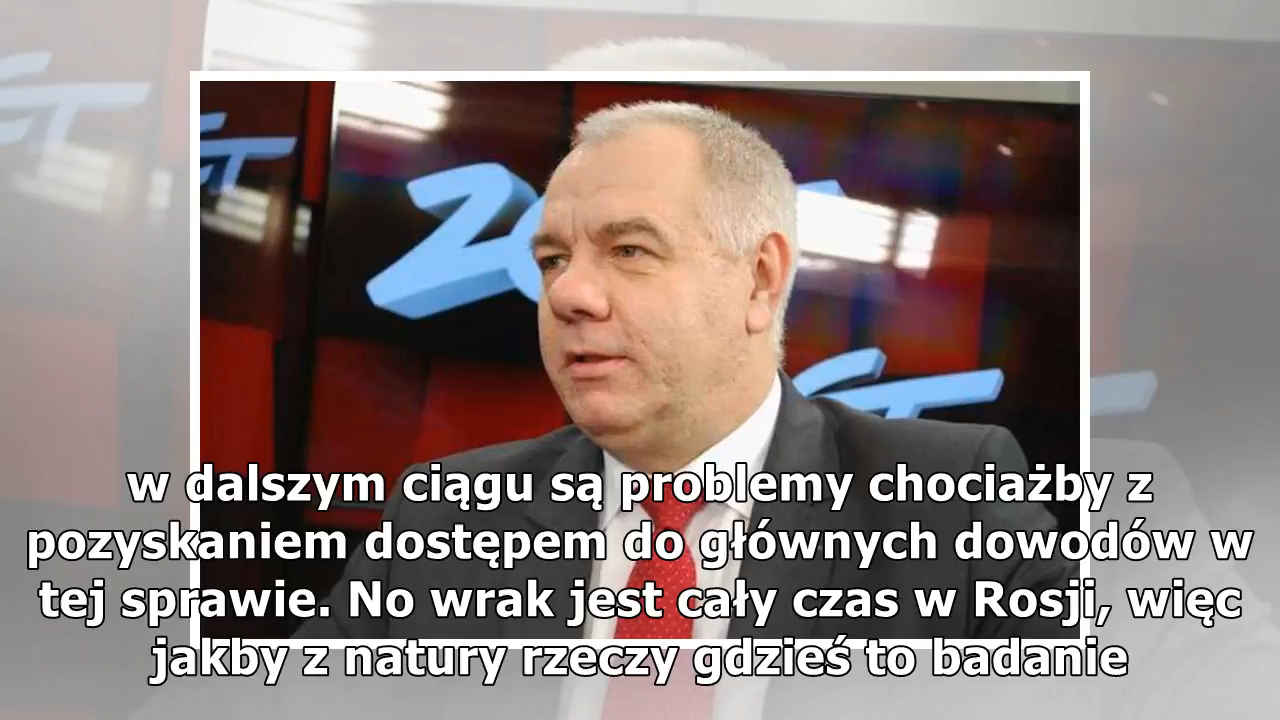 w dalszym ciągu są problemy chociażby z
pozyskaniem dostępem do głównych dowodów w
tej sprawie. No wrak jest cały czas w Rosji, więc
jakby z natury rzeczy gdzieś to badanie